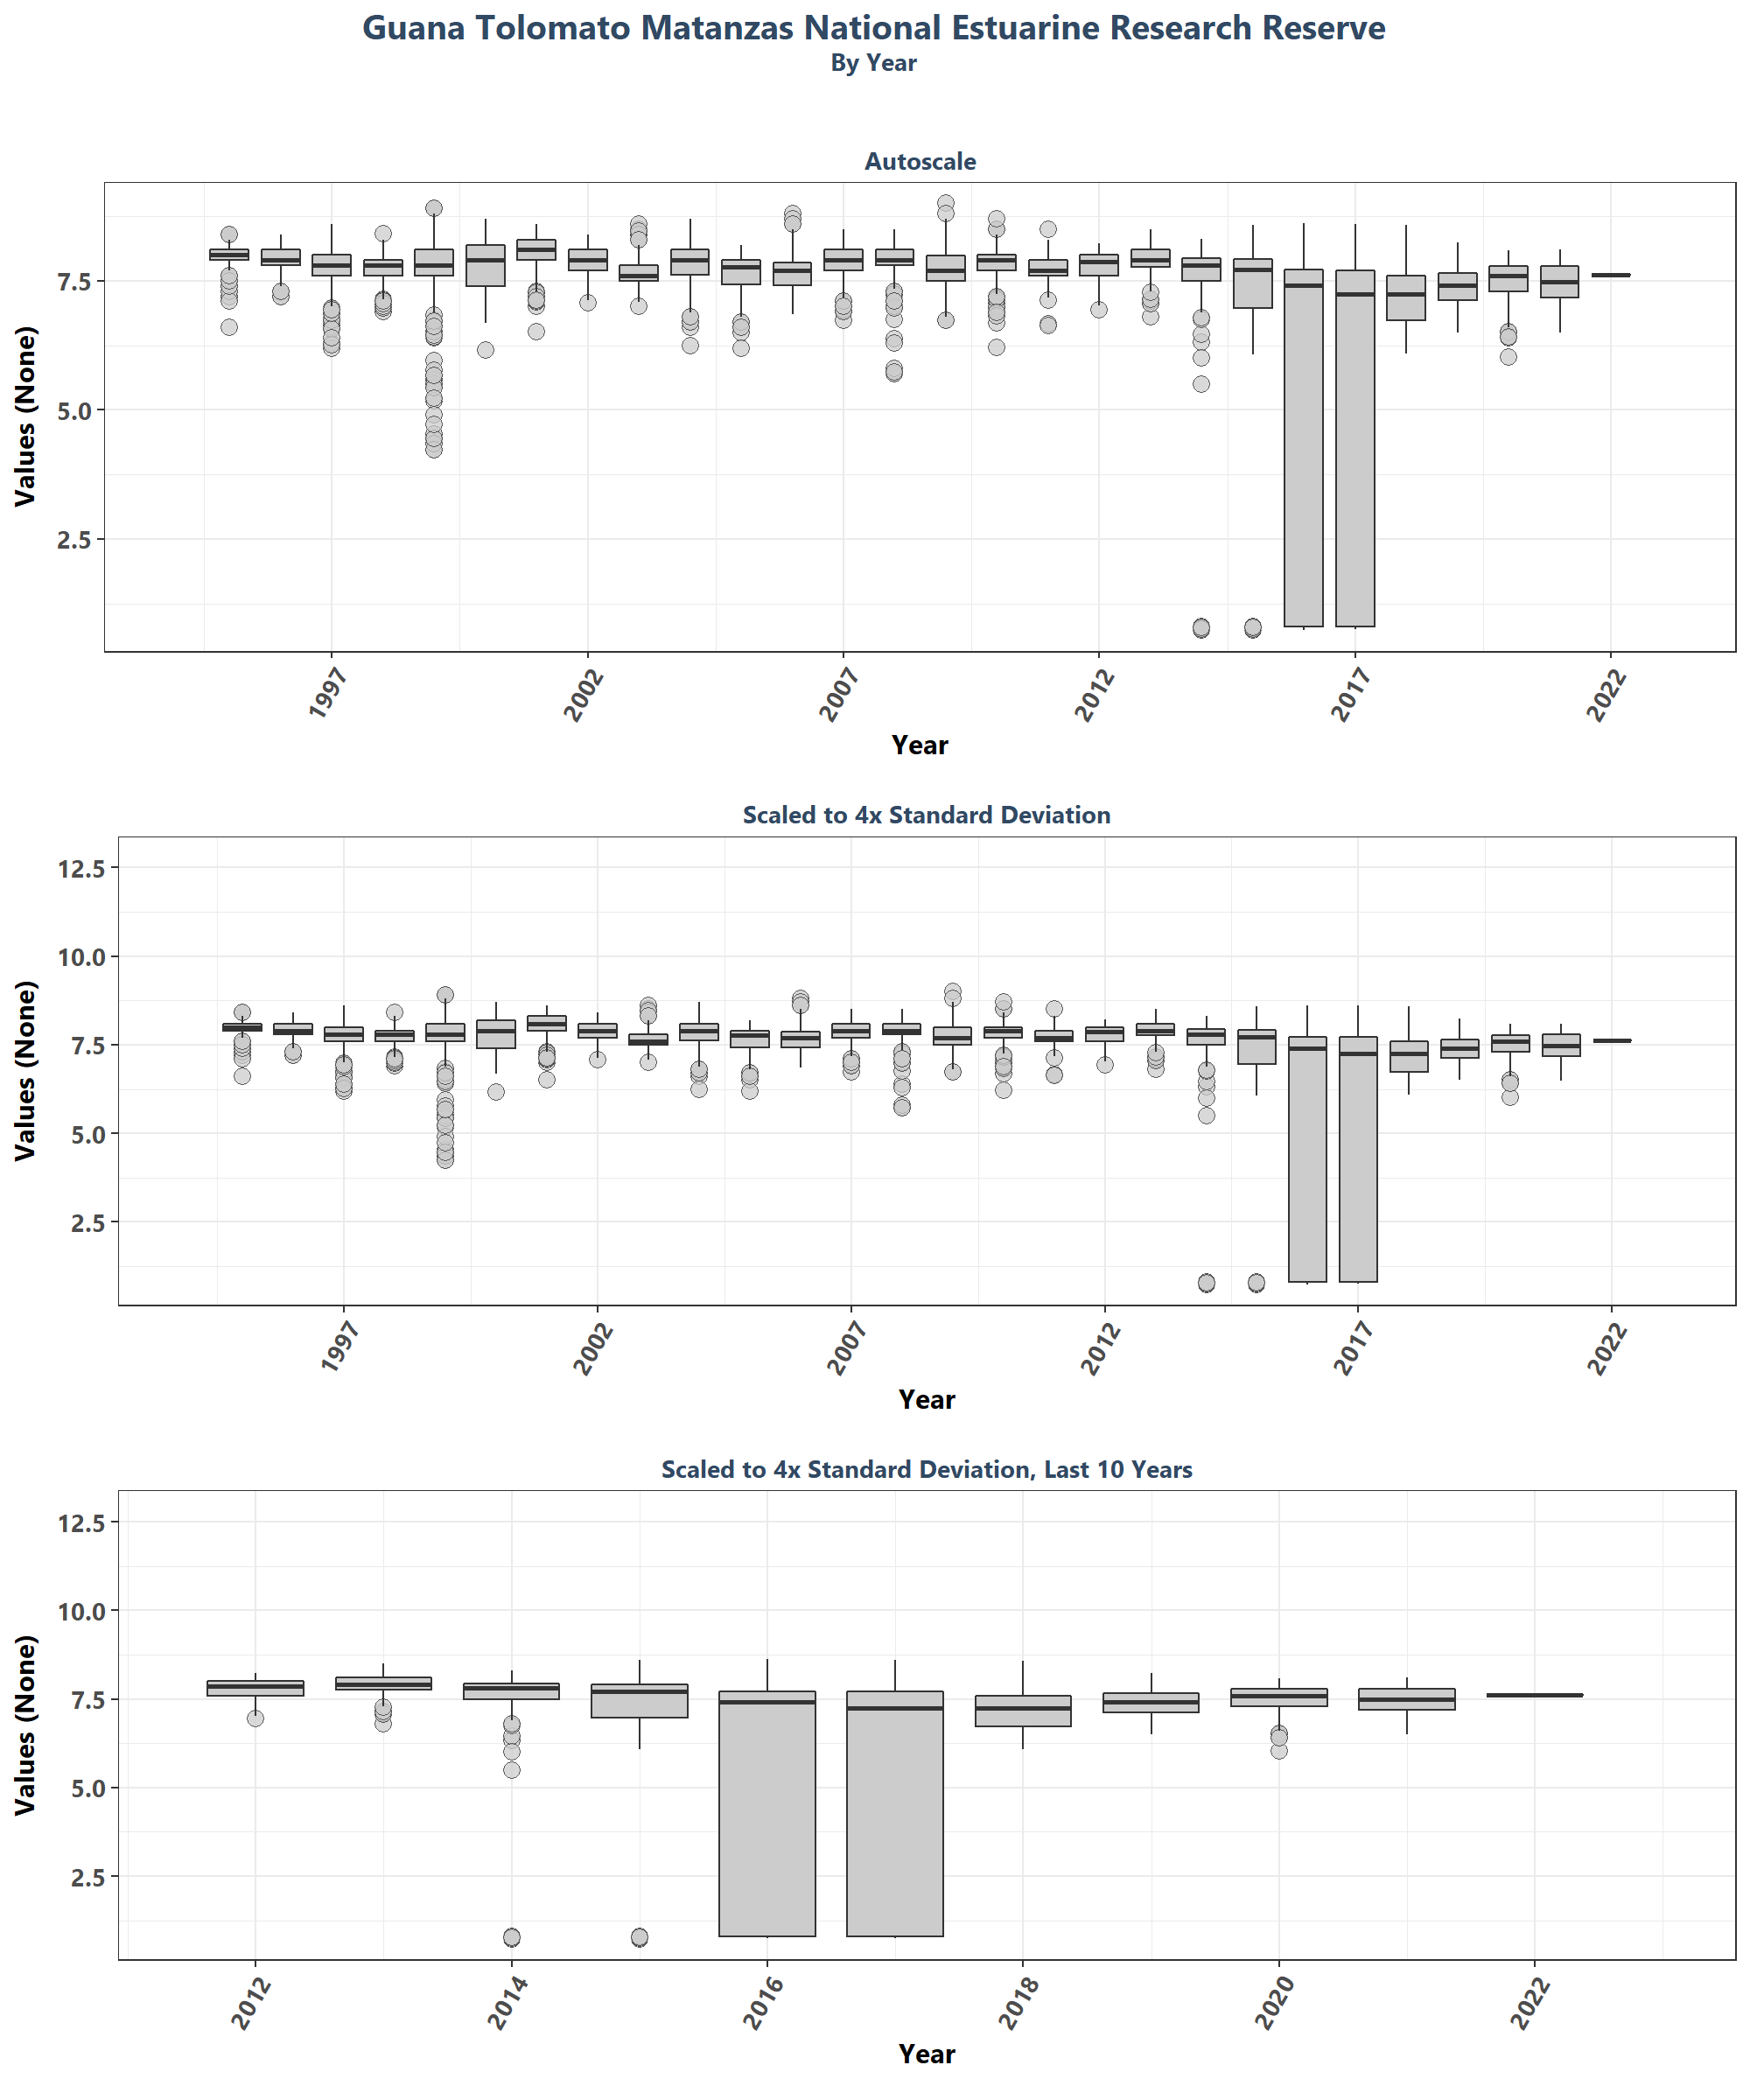 Guana Tolomato Matanzas National Estuarine Research Reserve
By Year
Autoscale
Values (None)
7.5
5.0
2.5
1997
2002
2007
2012
2017
2022
Year
Scaled to 4x Standard Deviation
Values (None)
12.5
10.0
7.5
5.0
2.5
1997
2002
2007
2012
2017
2022
Year
Scaled to 4x Standard Deviation, Last 10 Years
Values (None)
12.5
10.0
7.5
5.0
2.5
2012
2014
2016
2018
2020
2022
Year